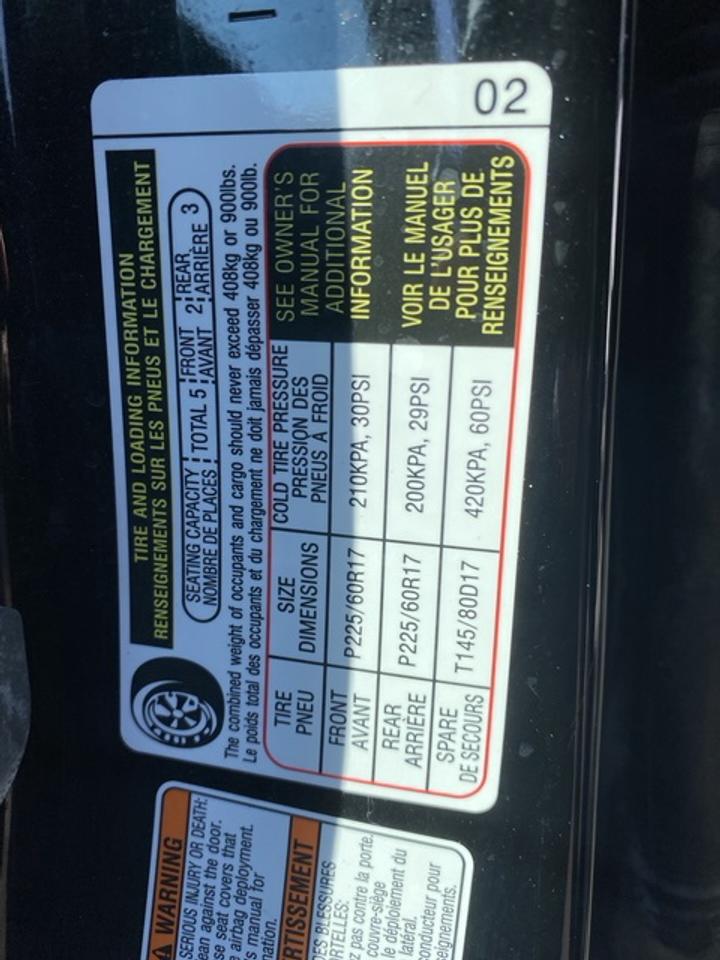 02
TIRE AND LOADING INFORMATION
RENSEIGNEMENTS SUR LES PNEUS ET LE CHARGEMENT
SEATING CAPACITY TOTAL 5 FRONT 2 REAR 3
NOMBRE DE PLACES AVANT ARRIÈRE
The combined weight of occupants and cargo should never exceed 408kg or 900lbs.
Le poids total des occupants et du chargement ne doit jamais dépasser 408kg ou 900lb.
TIRE SIZE COLD TIRE PRESSURE
PNEU DIMENSIONS PRESSION DES
PNEUS À FROID
FRONT P225/60R17 210KPA, 30PSI
AVANT
REAR P225/60R17 200KPA, 29PSI
ARRIÈRE
SPARE T145/80D17 420KPA, 60PSI
DE SECOURS
SEE OWNER'S
MANUAL FOR
ADDITIONAL
INFORMATION
VOIR LE MANUEL
DE L'USAGER
POUR PLUS DE
RENSEIGNEMENTS
WARNING
SERIOUS INJURY OR DEATH:
against the door.
seat covers that
airbag deployment.
manual for
RTISSEMENT
BLESSURES
RTELLES:
pas contre la porte.
couvre-siège
le déploiement du
latéral.
onducteur pour
seignements.